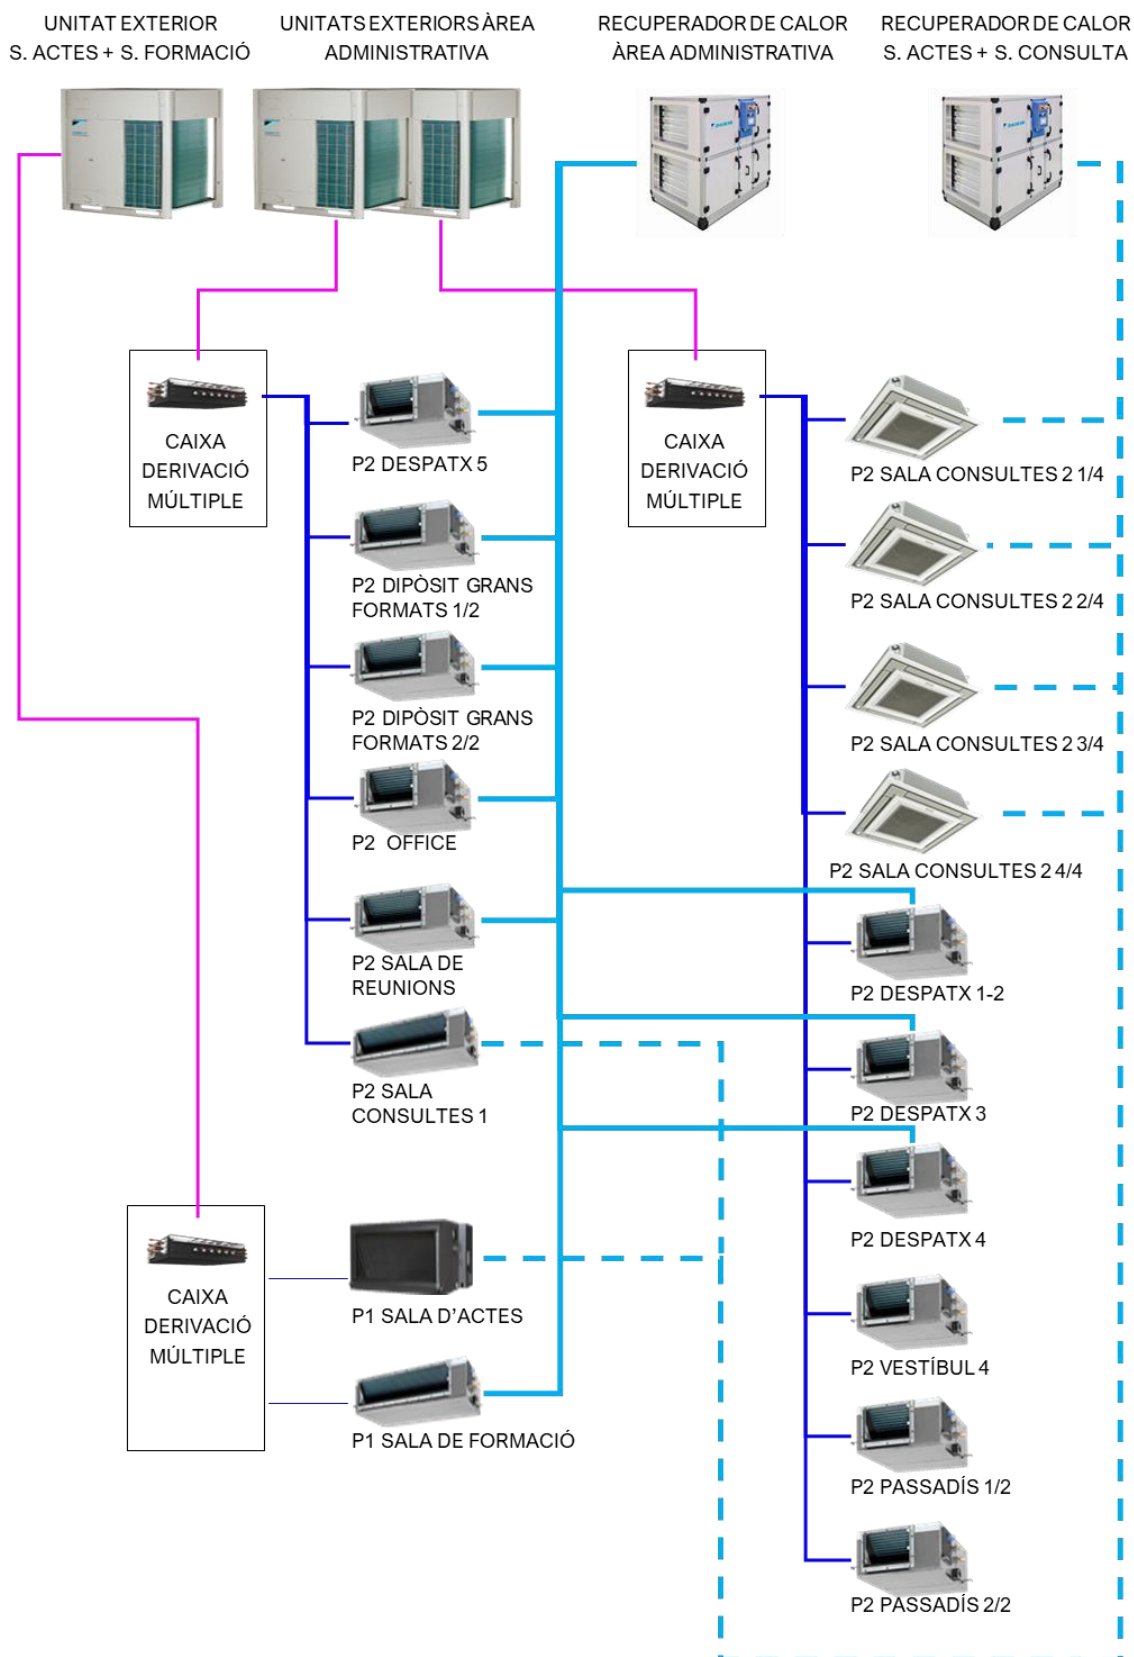 UNITAT EXTERIOR
S. ACTES + S. FORMACIÓ
UNITATS EXTERIORS ÀREA
ADMINISTRATIVA
RECUPERADOR DE CALOR
ÀREA ADMINISTRATIVA
RECUPERADOR DE CALOR
S. ACTES + S. CONSULTA
CAIXA
DERIVACIÓ
MÚLTIPLE
P2 DESPATX 5
P2 DIPÒSIT GRANS
FORMATS 1/2
P2 DIPÒSIT GRANS
FORMATS 2/2
P2 OFFICE
P2 SALA DE
REUNIONS
P2 SALA
CONSULTES 1
CAIXA
DERIVACIÓ
MÚLTIPLE
P2 SALA CONSULTES 2 1/4
P2 SALA CONSULTES 2 2/4
P2 SALA CONSULTES 2 3/4
P2 SALA CONSULTES 2 4/4
P2 DESPATX 1-2
P2 DESPATX 3
P2 DESPATX 4
P2 VESTÍBUL 4
P2 PASSADÍS 1/2
P2 PASSADÍS 2/2
CAIXA
DERIVACIÓ
MÚLTIPLE
P1 SALA D’ACTES
P1 SALA DE FORMACIÓ